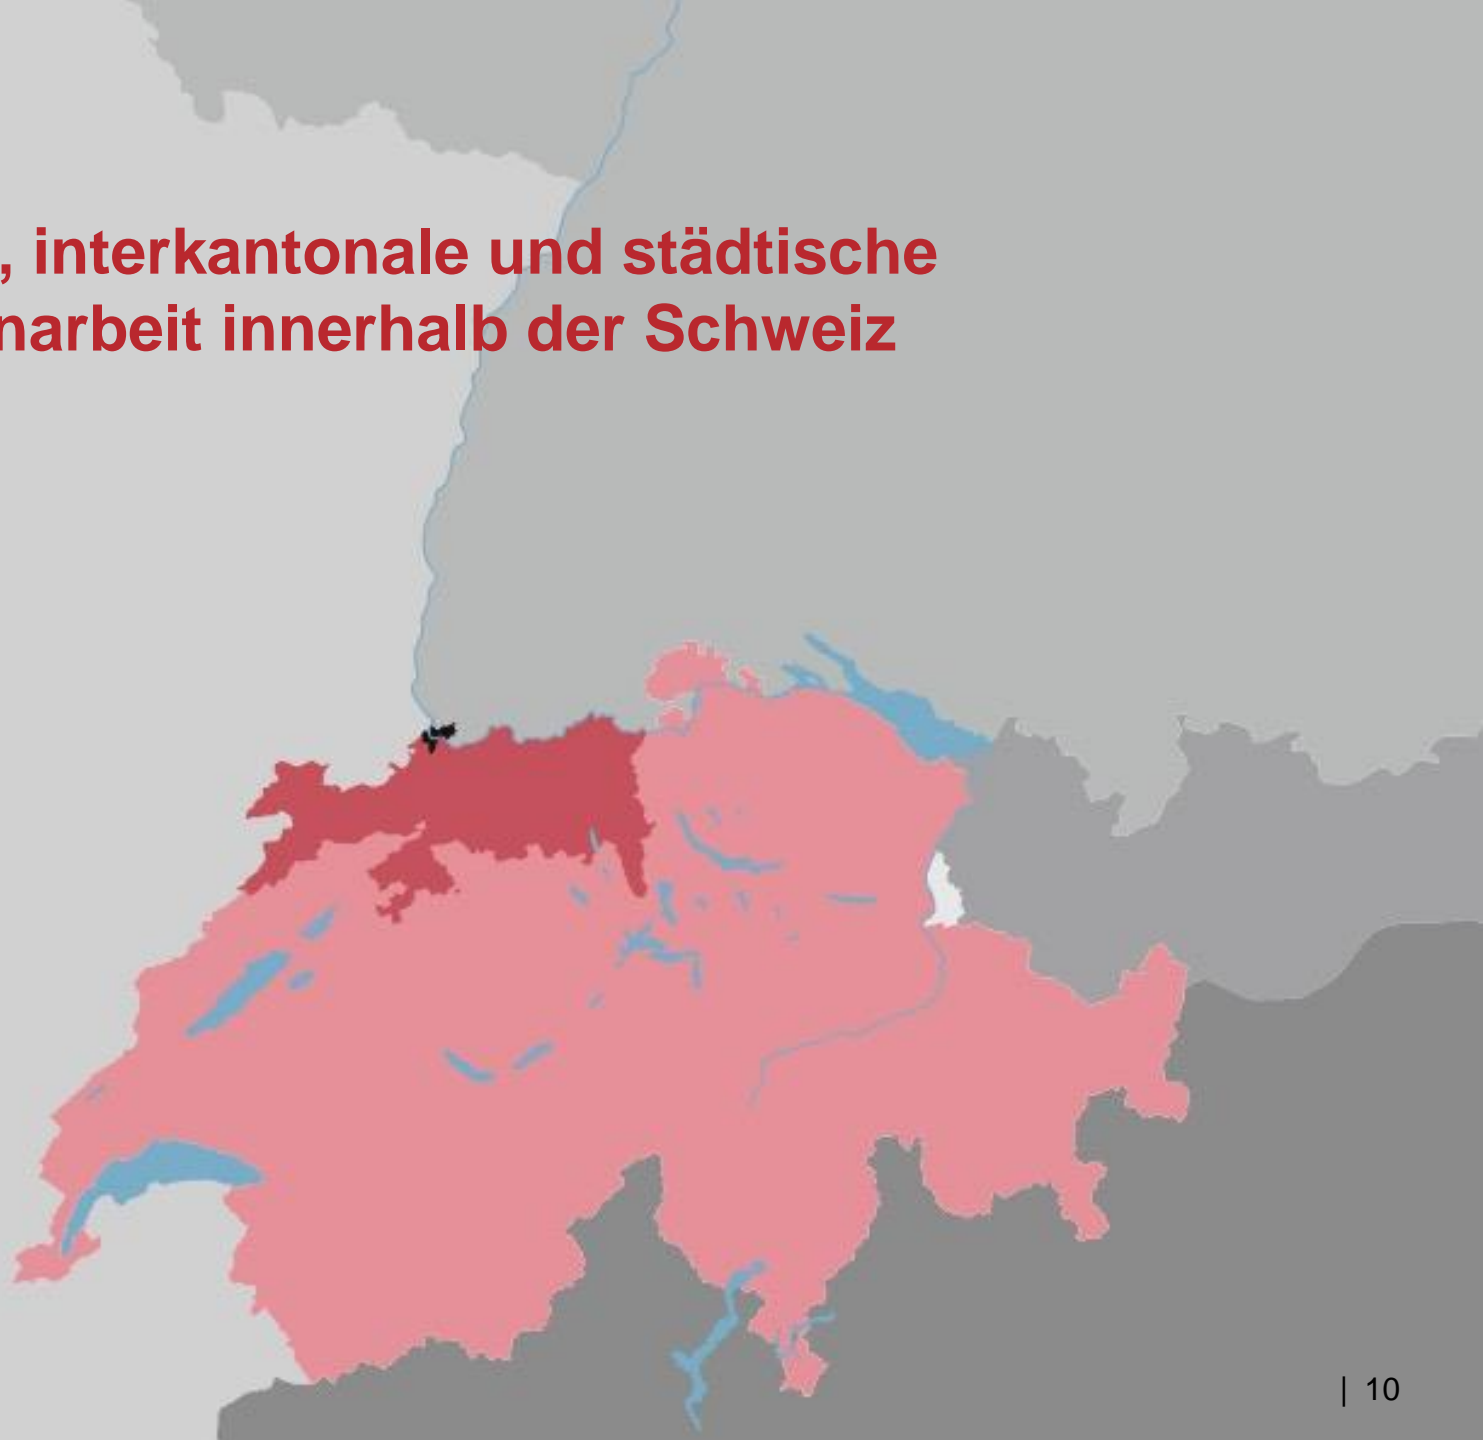 , interkantonale und städtische
narbeit innerhalb der Schweiz
| 10